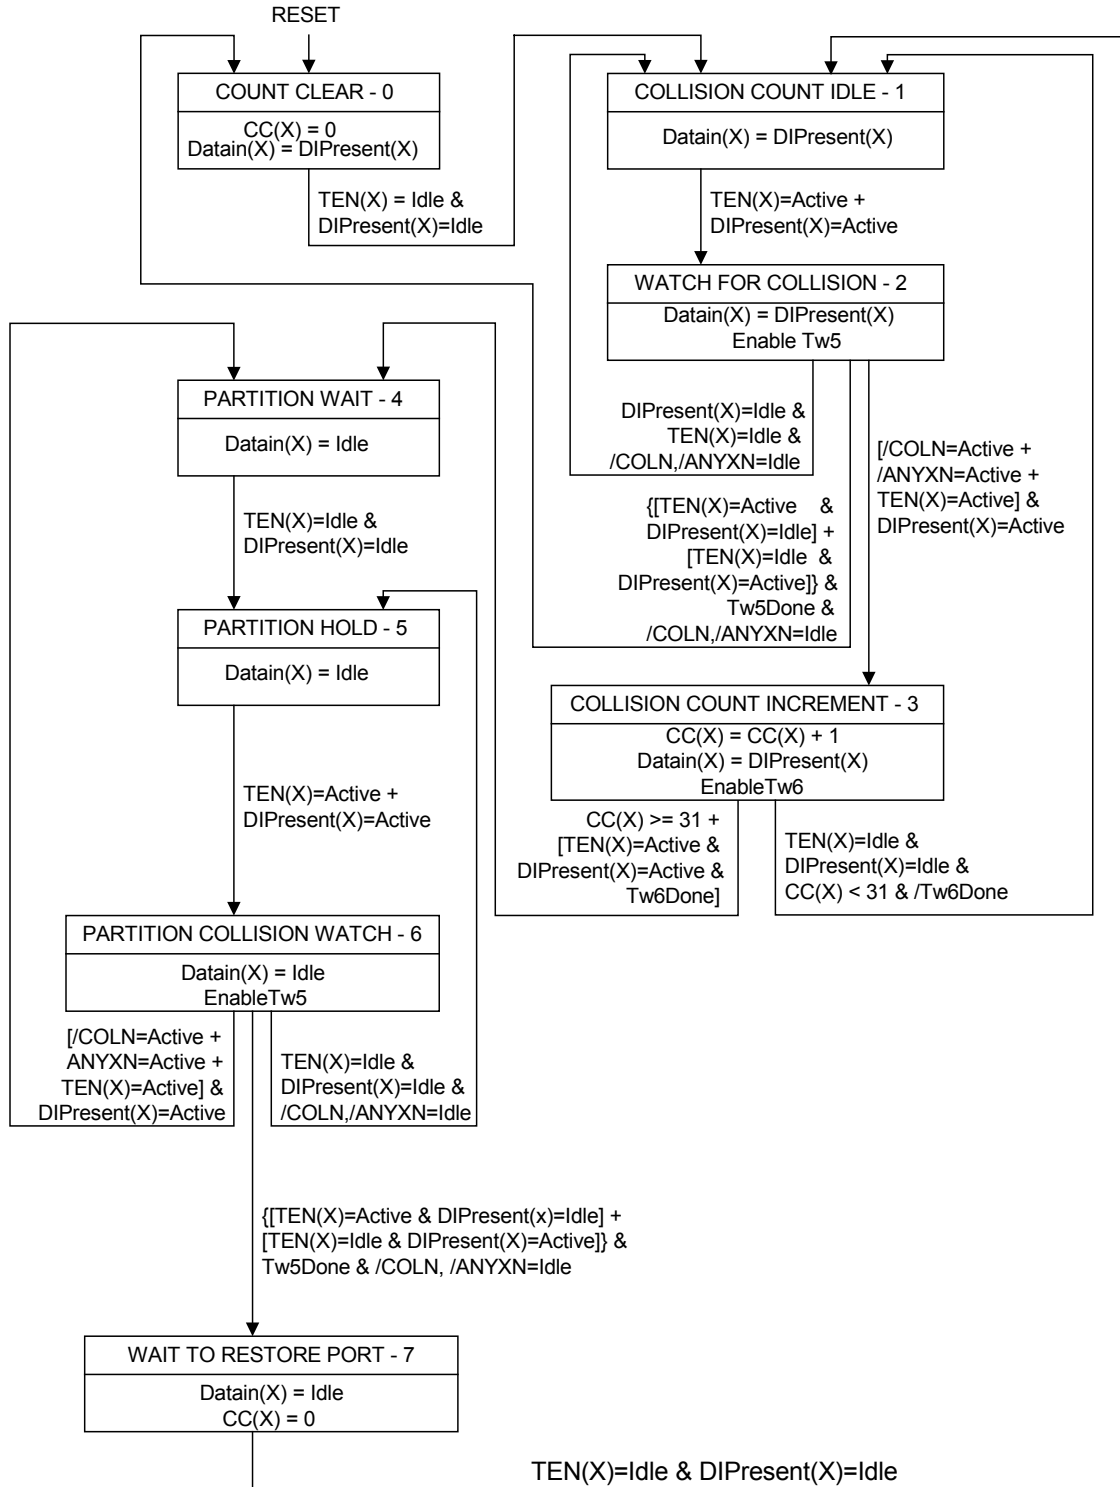 RESET
COUNT CLEAR - 0
CC(X) = 0
Datain(X) = DIPresent(X)
TEN(X) = Idle &
DIPresent(X)=Idle
COLLISION COUNT IDLE - 1
Datain(X) = DIPresent(X)
TEN(X)=Active +
DIPresent(X)=Active
WATCH FOR COLLISION - 2
Datain(X) = DIPresent(X)
Enable Tw5
DIPresent(X)=Idle &
TEN(X)=Idle &
/COLN,/ANYXN=Idle
{[TEN(X)=Active &
DIPresent(X)=Idle] +
[TEN(X)=Idle &
DIPresent(X)=Active]} &
Tw5Done &
/COLN,/ANYXN=Idle
[/COLN=Active +
/ANYXN=Active +
TEN(X)=Active] &
DIPresent(X)=Active
COLLISION COUNT INCREMENT - 3
CC(X) = CC(X) + 1
Datain(X) = DIPresent(X)
EnableTw6
CC(X) >= 31 +
[TEN(X)=Active &
DIPresent(X)=Active &
Tw6Done]
TEN(X)=Idle &
DIPresent(X)=Idle &
CC(X) < 31 & /Tw6Done
PARTITION WAIT - 4
Datain(X) = Idle
TEN(X)=Idle &
DIPresent(X)=Idle
PARTITION HOLD - 5
Datain(X) = Idle
TEN(X)=Active +
DIPresent(X)=Active
PARTITION COLLISION WATCH - 6
Datain(X) = Idle
EnableTw5
[/COLN=Active +
ANYXN=Active +
TEN(X)=Active] &
DIPresent(X)=Active
TEN(X)=Idle &
DIPresent(X)=Idle &
/COLN,/ANYXN=Idle
{[TEN(X)=Active & DIPresent(x)=Idle] +
[TEN(X)=Idle & DIPresent(X)=Active]} &
Tw5Done & /COLN, /ANYXN=Idle
WAIT TO RESTORE PORT - 7
Datain(X) = Idle
CC(X) = 0
TEN(X)=Idle & DIPresent(X)=Idle